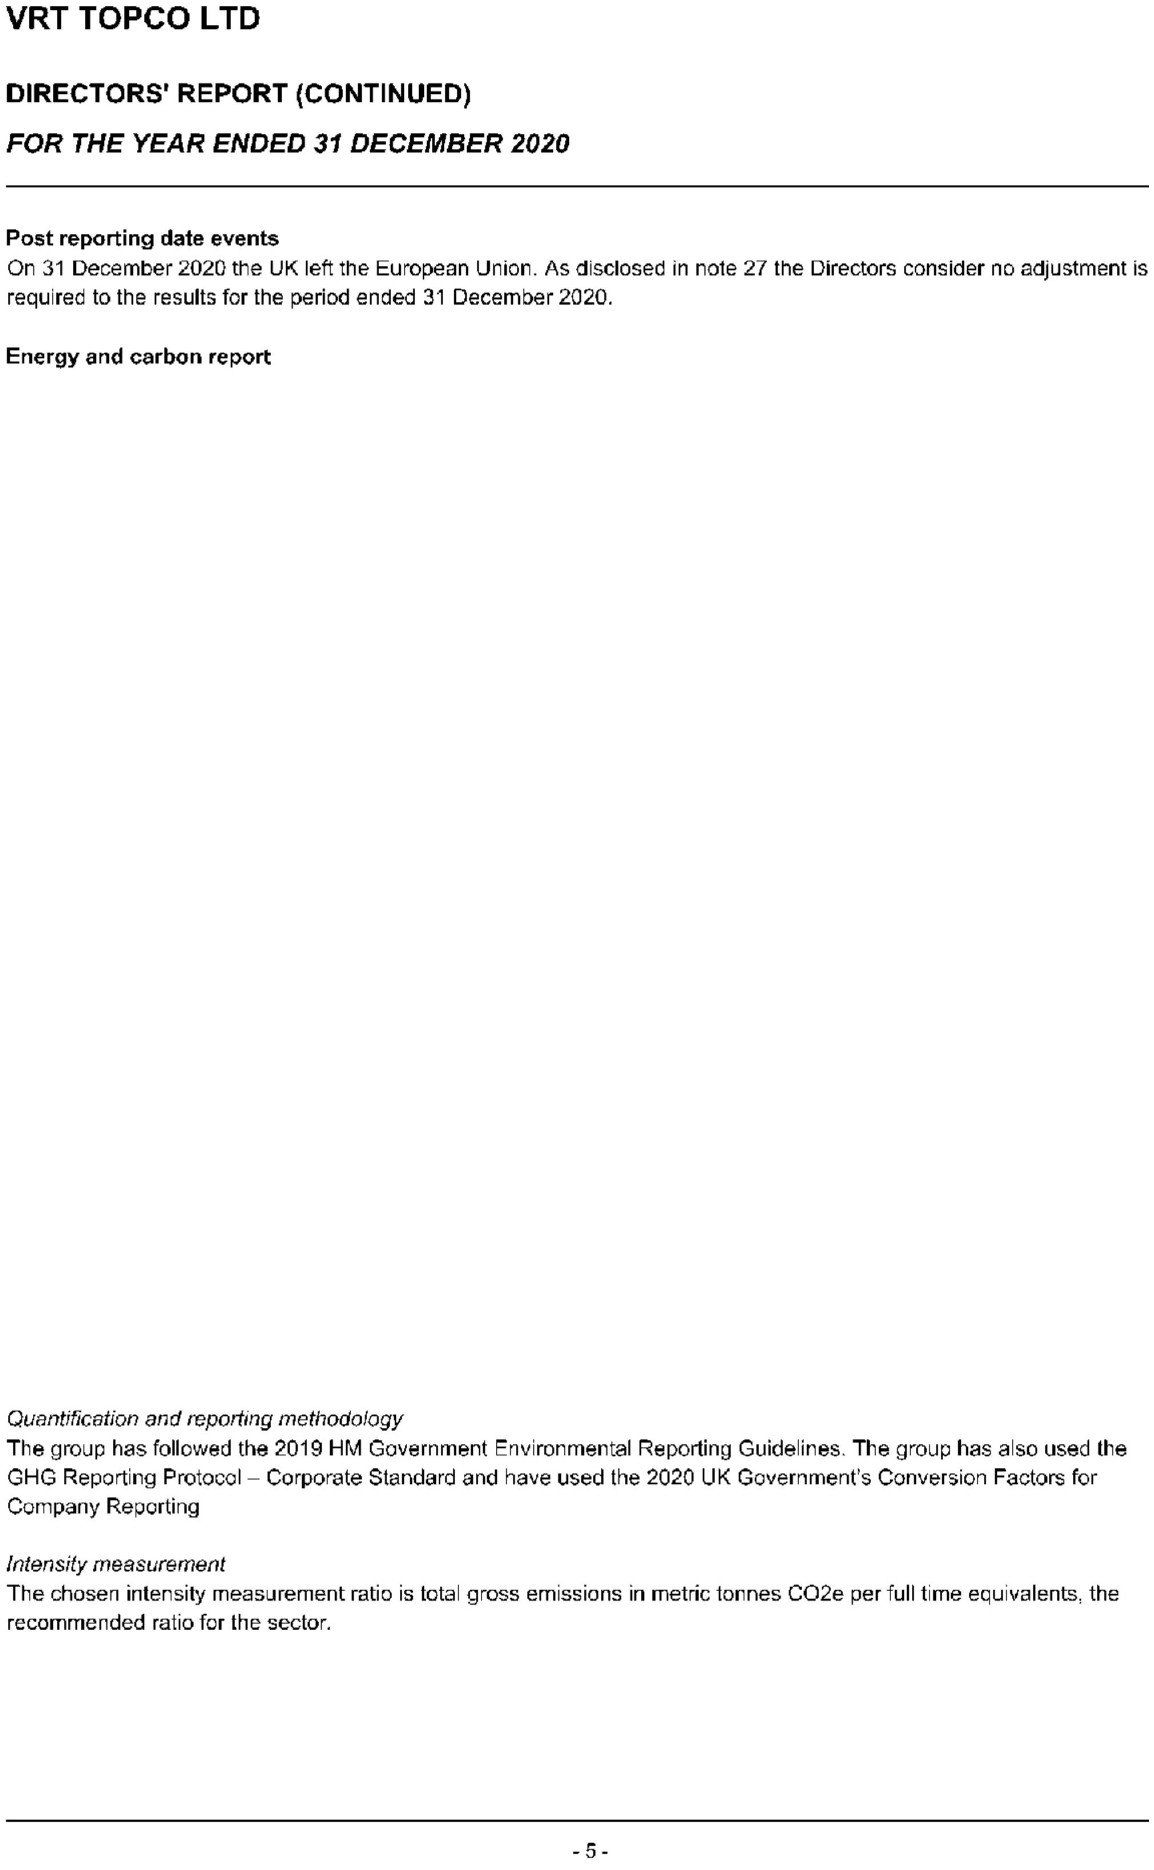 VRT TOPCO LTD
DIRECTORS' REPORT (CONTINUED)
FOR THE YEAR ENDED 31 DECEMBER 2020
Post reporting date events
On 31 December 2020 the UK left the European Union. As disclosed in note 27 the Directors consider no adjustment is
required to the results for the period ended 31 December 2020.
Energy and carbon report
Quantification and reporting methodology
The group has followed the 2019 HM Government Environmental Reporting Guidelines. The group has also used the
GHG Reporting Protocol – Corporate Standard and have used the 2020 UK Government's Conversion Factors for
Company Reporting
Intensity measurement
The chosen intensity measurement ratio is total gross emissions in metric tonnes CO2e per full time equivalents, the
recommended ratio for the sector.
- 5 -